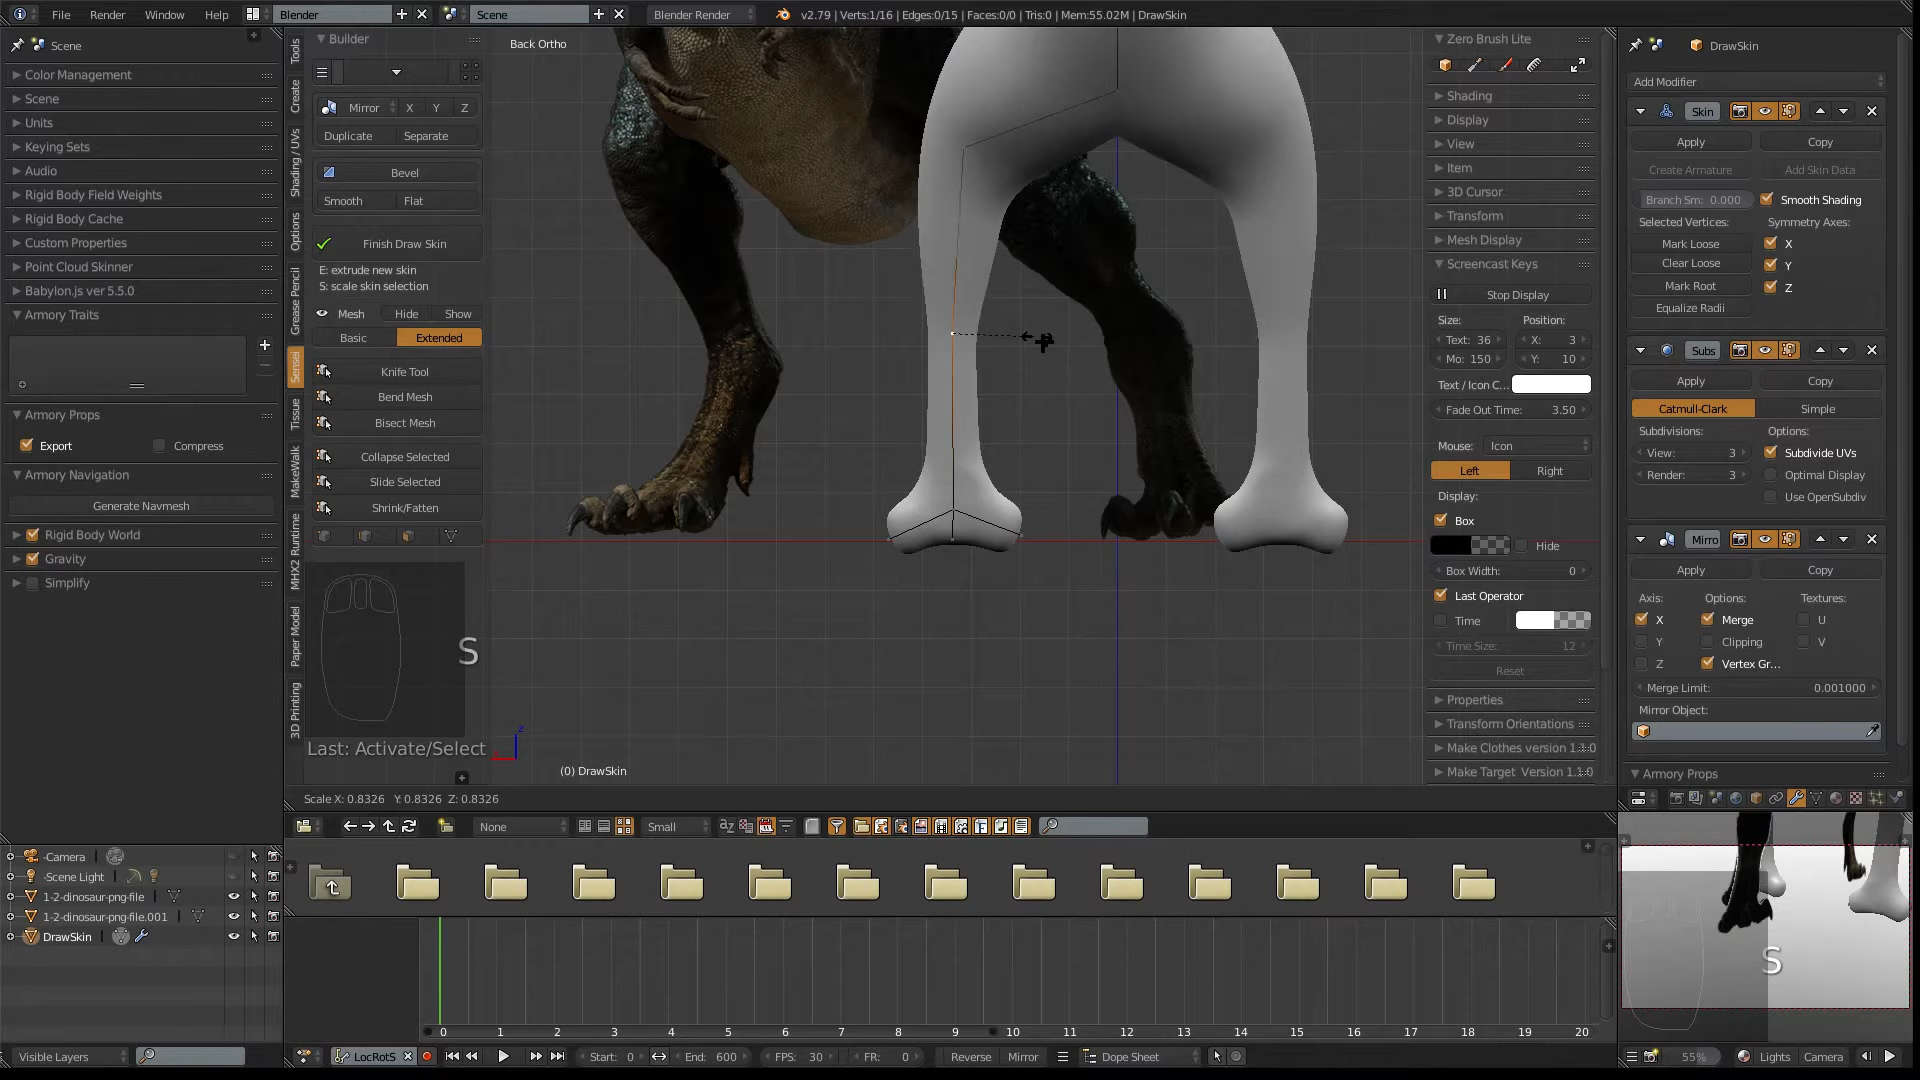 File Render Window Help Blender Scene Blender Render v2.79 | Verts:1/16 | Edges:0/15 | Faces:0/0 | Tris:0 | Mem:55.02M | DrawSkin
Scene
Color Management
Scene
Units
Keying Sets
Audio
Rigid Body Field Weights
Rigid Body Cache
Custom Properties
Point Cloud Skinner
Babylon.js ver 5.5.0
Armory Traits
Armory Props
Export Compress
Armory Navigation
Generate Navmesh
Rigid Body World
Gravity
Simplify
Tools
Create
Shading / UVs
Options
Grease Pencil
Sensei
Tissue
MakeWalk
MHX2 Runtime
Paper Model
3D Printing
Builder
Mirror X Y Z
Duplicate Separate
Bevel
Smooth Flat
Finish Draw Skin
E: extrude new skin
S: scale skin selection
Mesh Hide Show
Basic Extended
Knife Tool
Bend Mesh
Bisect Mesh
Collapse Selected
Slide Selected
Shrink/Fatten
S
Last: Activate/Select
Back Ortho
z
(0) DrawSkin
Scale X: 0.8326 Y: 0.8326 Z: 0.8326
Zero Brush Lite
Shading
Display
View
Item
3D Cursor
Transform
Mesh Display
Screencast Keys
Stop Display
Size: Position:
Text: 36 X: 3
Mo: 150 Y: 10
Text / Icon C...
Fade Out Time: 3.50
Mouse: Icon
Left Right
Display:
Box
Hide
Box Width: 0
Last Operator
Time
Time Size: 12
Reset
Properties
Transform Orientations
Make Clothes version 1.
Make Target Version 1.
DrawSkin
Add Modifier
Skin
Apply Copy
Create Armature Add Skin Data
Branch Sm: 0.000 Smooth Shading
Selected Vertices: Symmetry Axes:
Mark Loose X
Clear Loose Y
Mark Root Z
Equalize Radii
Subs
Apply Copy
Catmull-Clark Simple
Subdivisions: Options:
View: 3 Subdivide UVs
Render: 3 Optimal Display
Use OpenSubdiv
Mirro
Apply Copy
Axis: Options: Textures:
X Merge U
Y Clipping V
Z Vertex Gr...
Merge Limit: 0.001000
Mirror Object:
Armory Props
None Small
-Camera
-Scene Light
1-2-dinosaur-png-file
1-2-dinosaur-png-file.001
DrawSkin
0 1 2 3 4 5 6 7 8 9 10 11 12 13 14 15 16 17 18 19 20
S
Visible Layers LocRotS Start: 0 End: 600 FPS: 30 FR: 0 Reverse Mirror Dope Sheet 55% Lights Camera